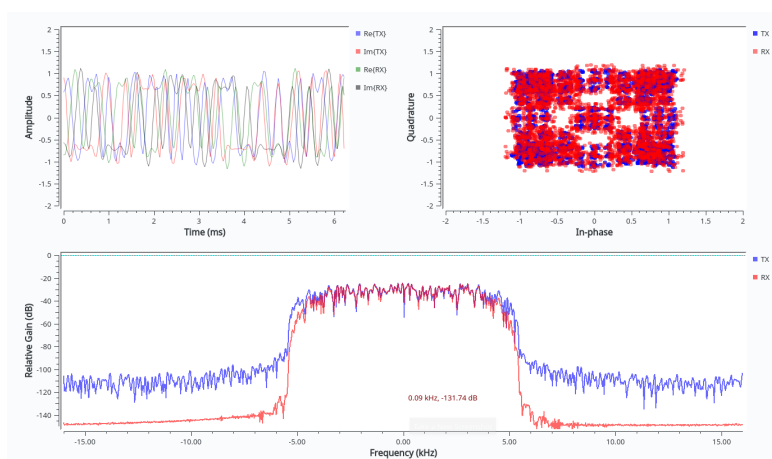 2
1.5
1
0.5
0
-0.5
-1
-1.5
-2
Amplitude
0 1 2 3 4 5 6
Time (ms)
Re{TX}
Im{TX}
Re{RX}
Im{RX}
2
1.5
1
0.5
0
-0.5
-1
-1.5
-2
Quadrature
-2 -1.5 -1 -0.5 0 0.5 1 1.5 2
In-phase
TX
RX
0
-20
-40
-60
-80
-100
-120
-140
Relative Gain (dB)
0.09 kHz, -131.74 dB
-15.00 -10.00 -5.00 0.00 5.00 10.00 15.00
Frequency (kHz)
TX
RX